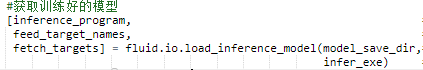 #获取训练好的模型
[inference_program,
feed_target_names,
fetch_targets] = fluid.io.load_inference_model(model_save_dir,
infer_exe)